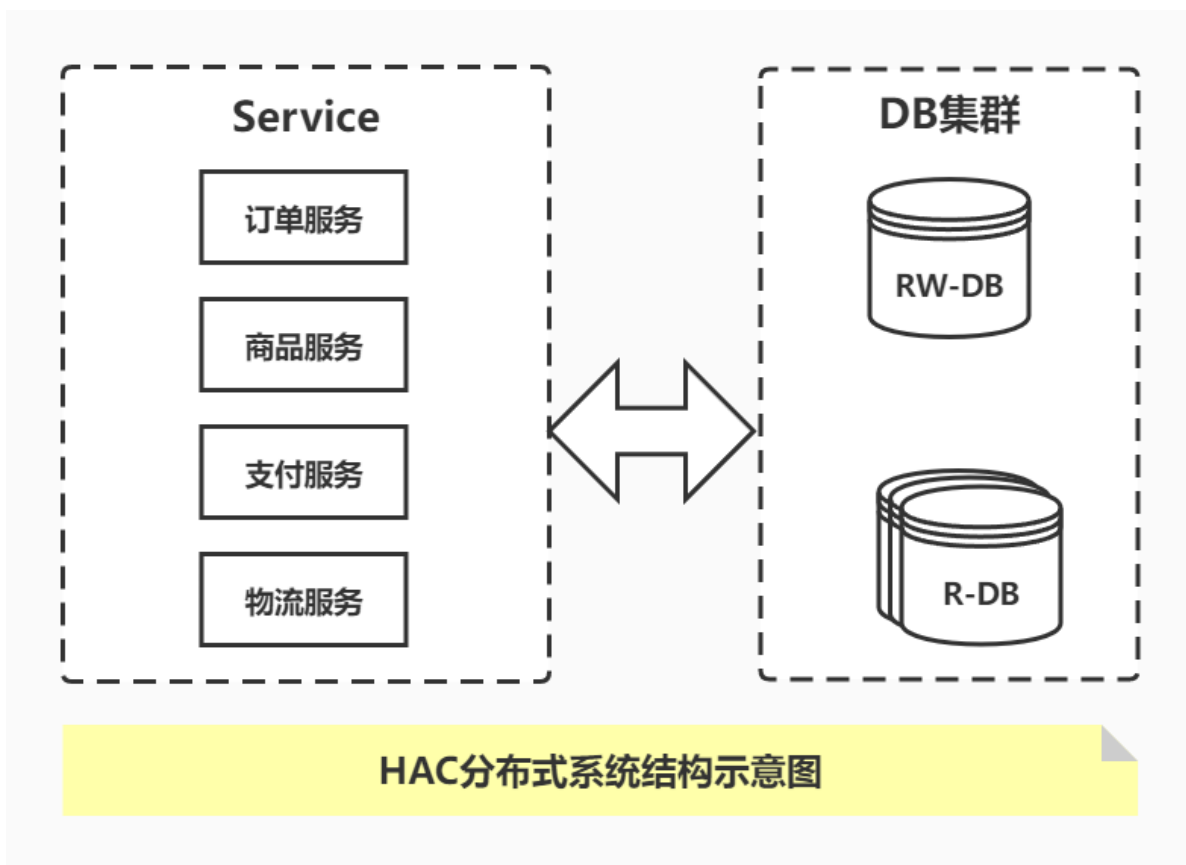 Service
订单服务
商品服务
支付服务
物流服务
DB集群
RW-DB
R-DB
HAC分布式系统结构示意图